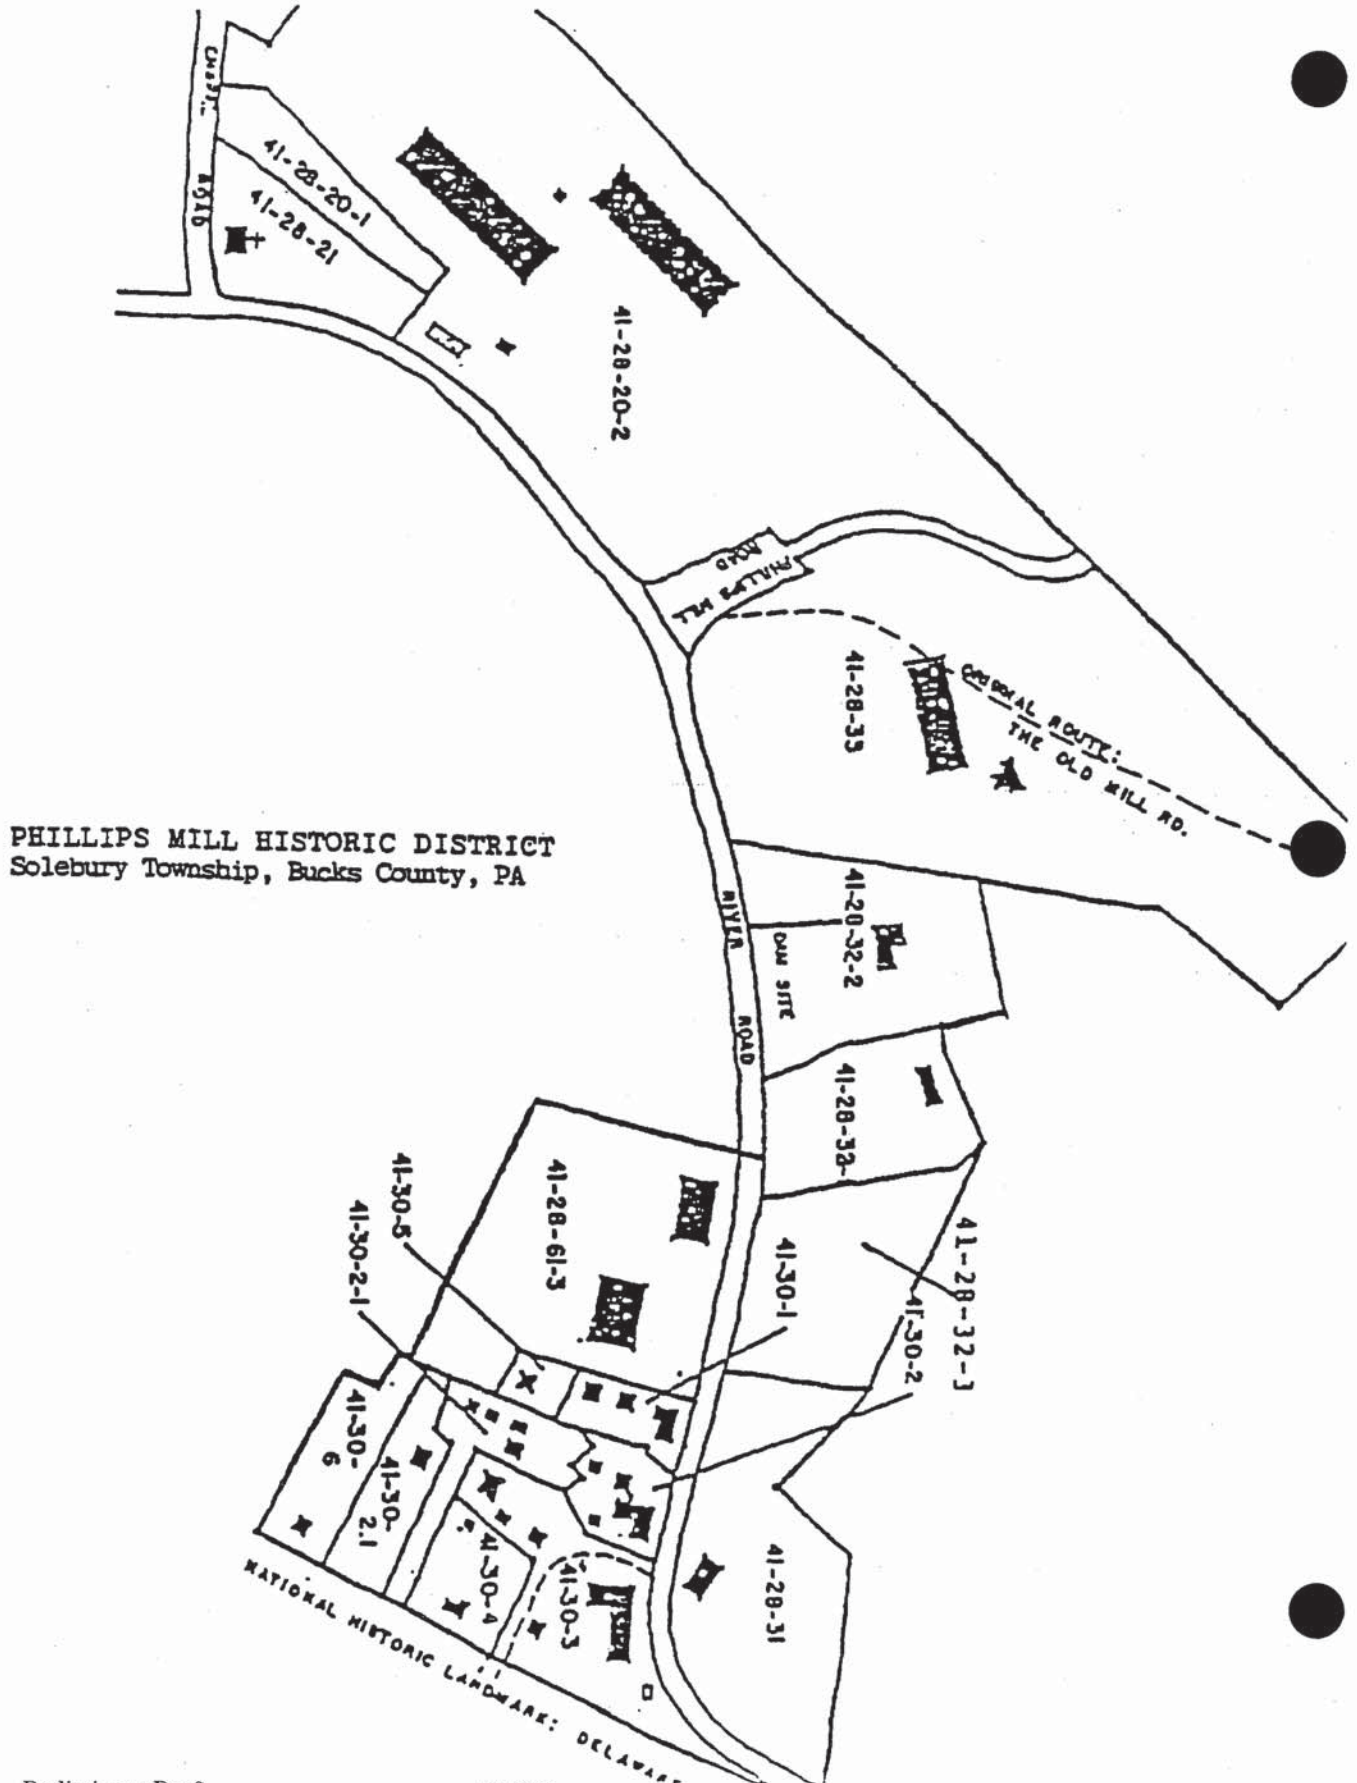 ROAD
41-28-20-1
41-28-21
41-28-20-2
PHILLIPS MILL
ROAD
41-28-33
ORIGINAL ROUTE:
THE OLD MILL RD.
PHILLIPS MILL HISTORIC DISTRICT
Solebury Township, Bucks County, PA
RIVER ROAD
41-28-32-2
DAM SITE
41-28-32-
41-28-32-3
41-28-61-3
41-30-5
41-30-2-1
41-30-1
41-30-2
41-30-
6
41-30-
2.1
41-30-4
41-30-3
41-28-31
NATIONAL HISTORIC LANDMARK: DELAWARE